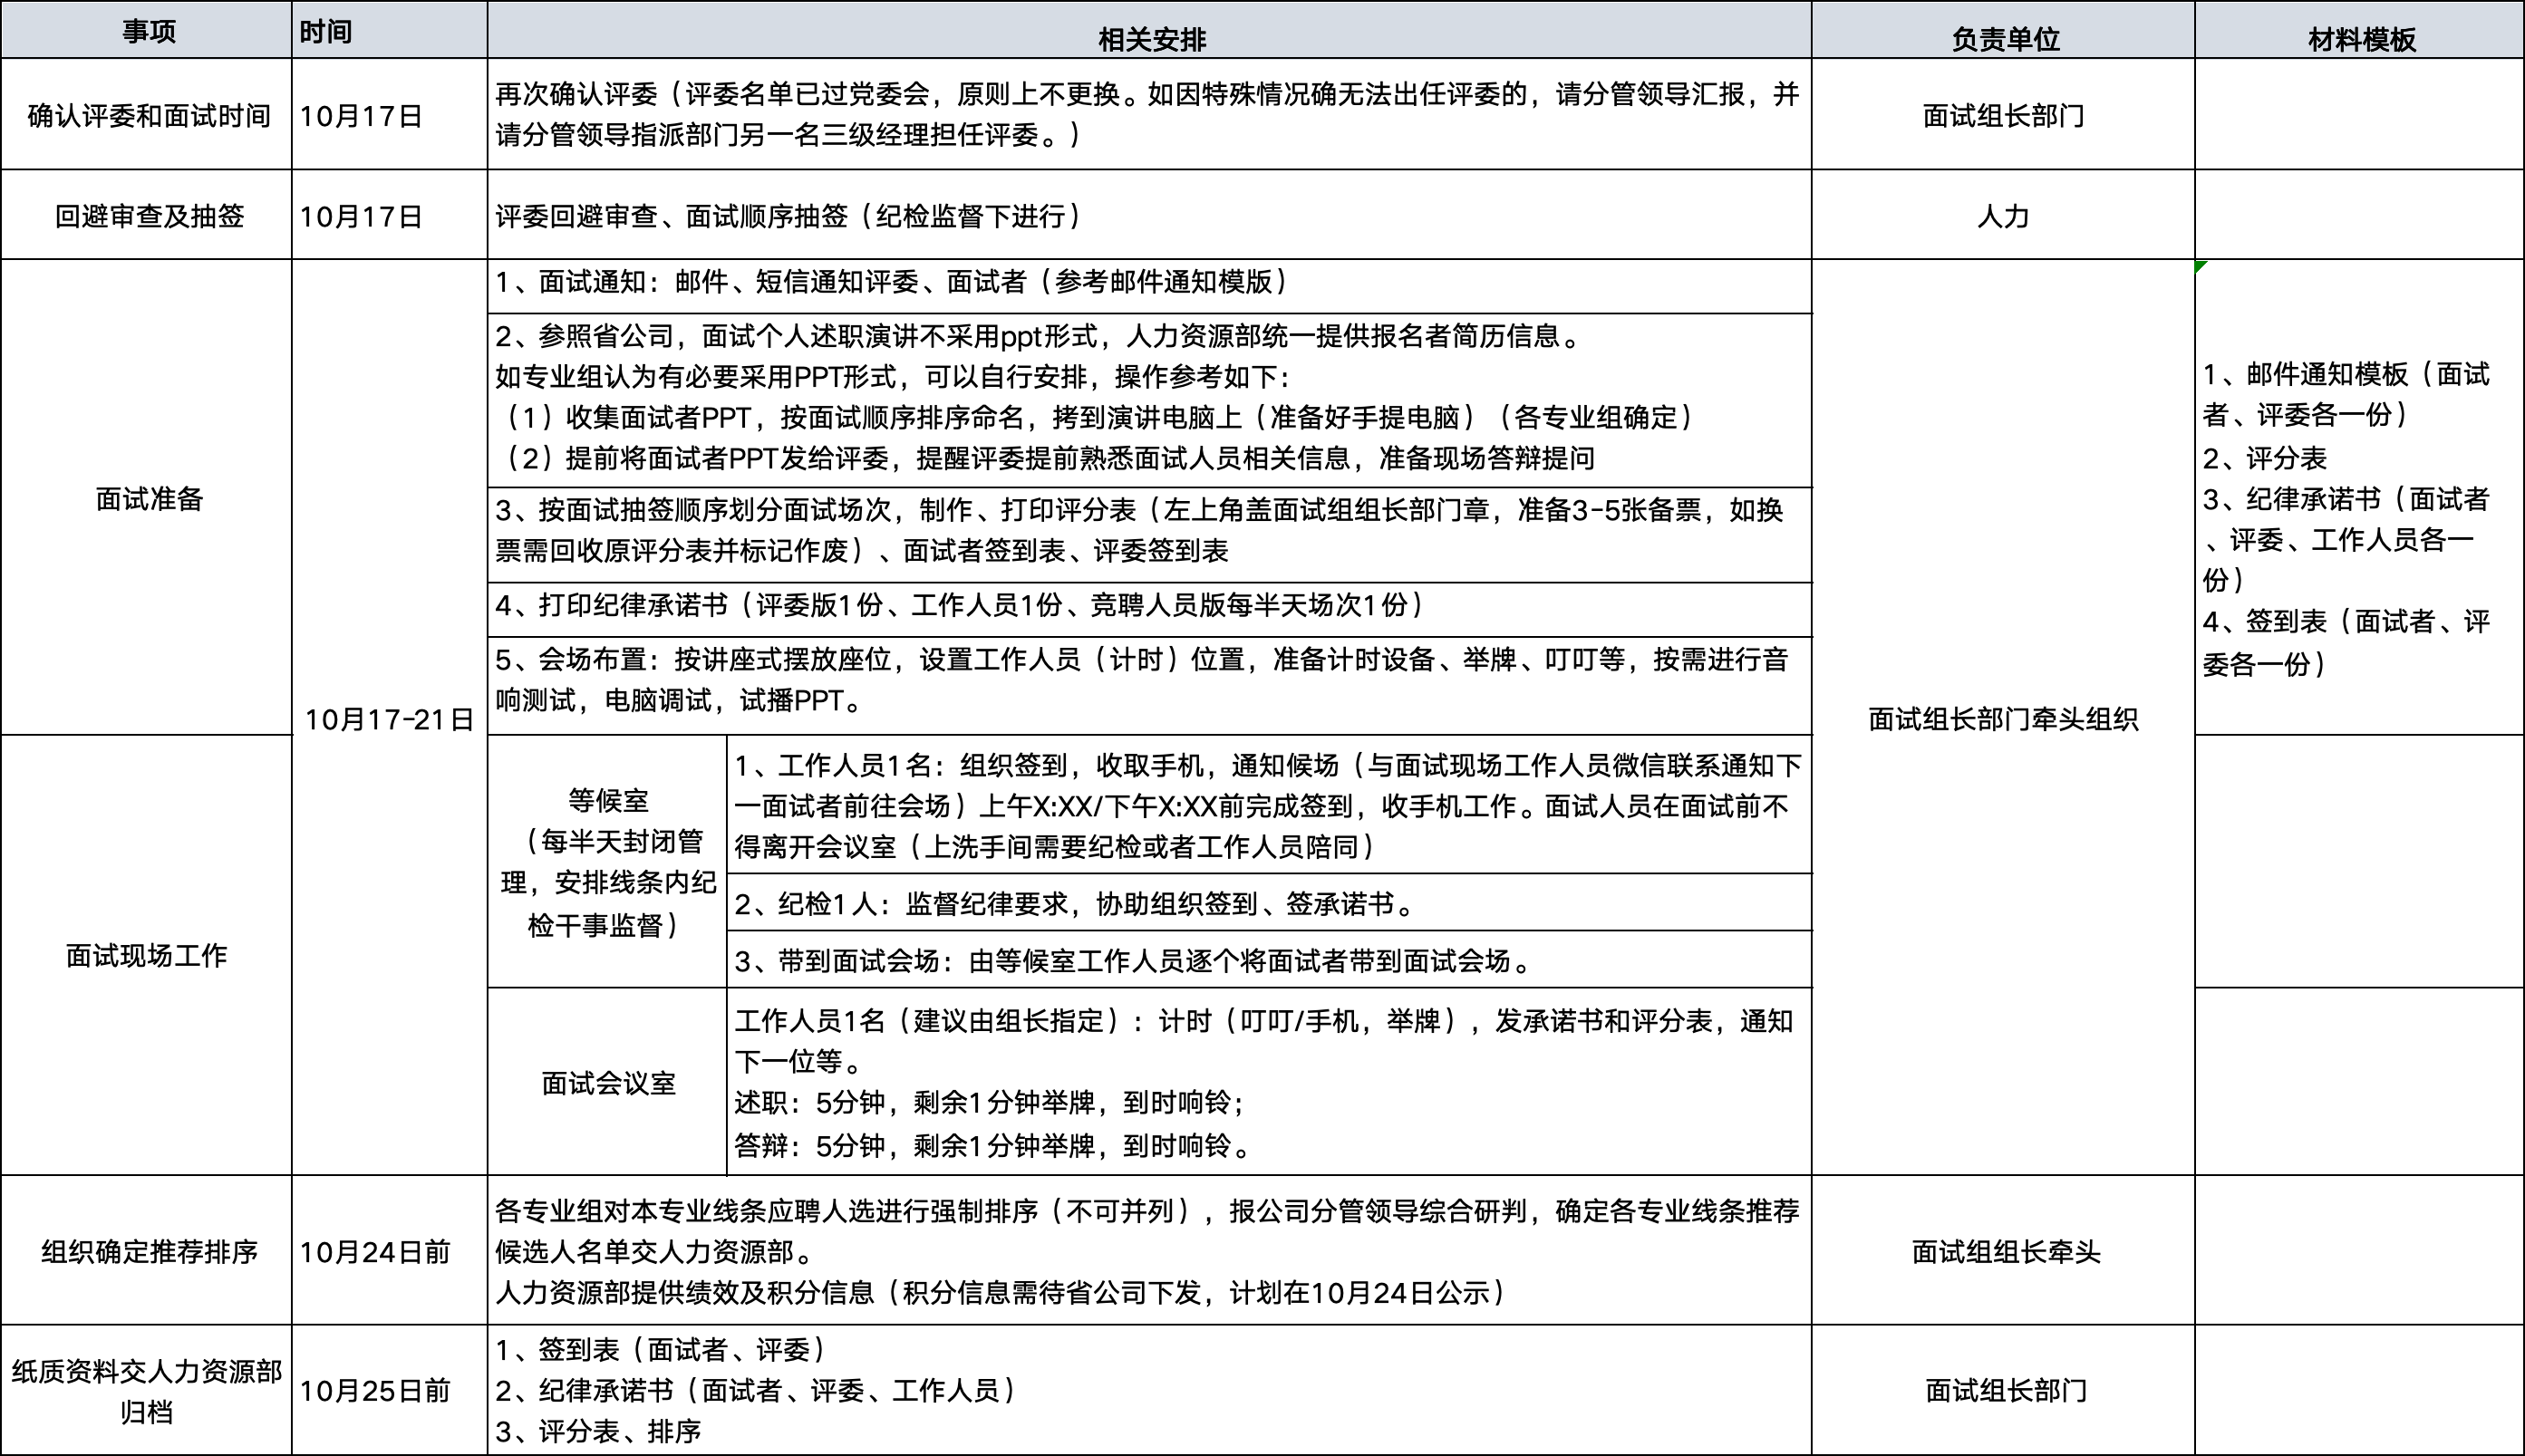 事项 时间 相关安排 负责单位 材料模板
确认评委和面试时间
10月17日
再次确认评委（评委名单已过党委会，原则上不更换。如因特殊情况确无法出任评委的，请分管领导汇报，并
请分管领导指派部门另一名三级经理担任评委。）
面试组长部门
回避审查及抽签
10月17日
评委回避审查、面试顺序抽签（纪检监督下进行）
人力
面试准备
10月17-21日
1、面试通知：邮件、短信通知评委、面试者（参考邮件通知模版）
2、参照省公司，面试个人述职演讲不采用ppt形式，人力资源部统一提供报名者简历信息。
如专业组认为有必要采用PPT形式，可以自行安排，操作参考如下：
（1）收集面试者PPT，按面试顺序排序命名，拷到演讲电脑上（准备好手提电脑）（各专业组确定）
（2）提前将面试者PPT发给评委，提醒评委提前熟悉面试人员相关信息，准备现场答辩提问
3、按面试抽签顺序划分面试场次，制作、打印评分表（左上角盖面试组组长部门章，准备3-5张备票，如换
票需回收原评分表并标记作废）、面试者签到表、评委签到表
4、打印纪律承诺书（评委版1份、工作人员1份、竞聘人员版每半天场次1份）
5、会场布置：按讲座式摆放座位，设置工作人员（计时）位置，准备计时设备、举牌、叮叮等，按需进行音
响测试，电脑调试，试播PPT。
面试组长部门牵头组织
1、邮件通知模板（面试
者、评委各一份）
2、评分表
3、纪律承诺书（面试者
、评委、工作人员各一
份）
4、签到表（面试者、评
委各一份）
面试现场工作
等候室
（每半天封闭管
理，安排线条内纪
检干事监督）
1、工作人员1名：组织签到，收取手机，通知候场（与面试现场工作人员微信联系通知下
一面试者前往会场）上午X:XX/下午X:XX前完成签到，收手机工作。面试人员在面试前不
得离开会议室（上洗手间需要纪检或者工作人员陪同）
2、纪检1人：监督纪律要求，协助组织签到、签承诺书。
3、带到面试会场：由等候室工作人员逐个将面试者带到面试会场。
面试会议室
工作人员1名（建议由组长指定）：计时（叮叮/手机，举牌），发承诺书和评分表，通知
下一位等。
述职：5分钟，剩余1分钟举牌，到时响铃；
答辩：5分钟，剩余1分钟举牌，到时响铃。
组织确定推荐排序
10月24日前
各专业组对本专业线条应聘人选进行强制排序（不可并列），报公司分管领导综合研判，确定各专业线条推荐
候选人名单交人力资源部。
人力资源部提供绩效及积分信息（积分信息需待省公司下发，计划在10月24日公示）
面试组组长牵头
纸质资料交人力资源部
归档
10月25日前
1、签到表（面试者、评委）
2、纪律承诺书（面试者、评委、工作人员）
3、评分表、排序
面试组长部门